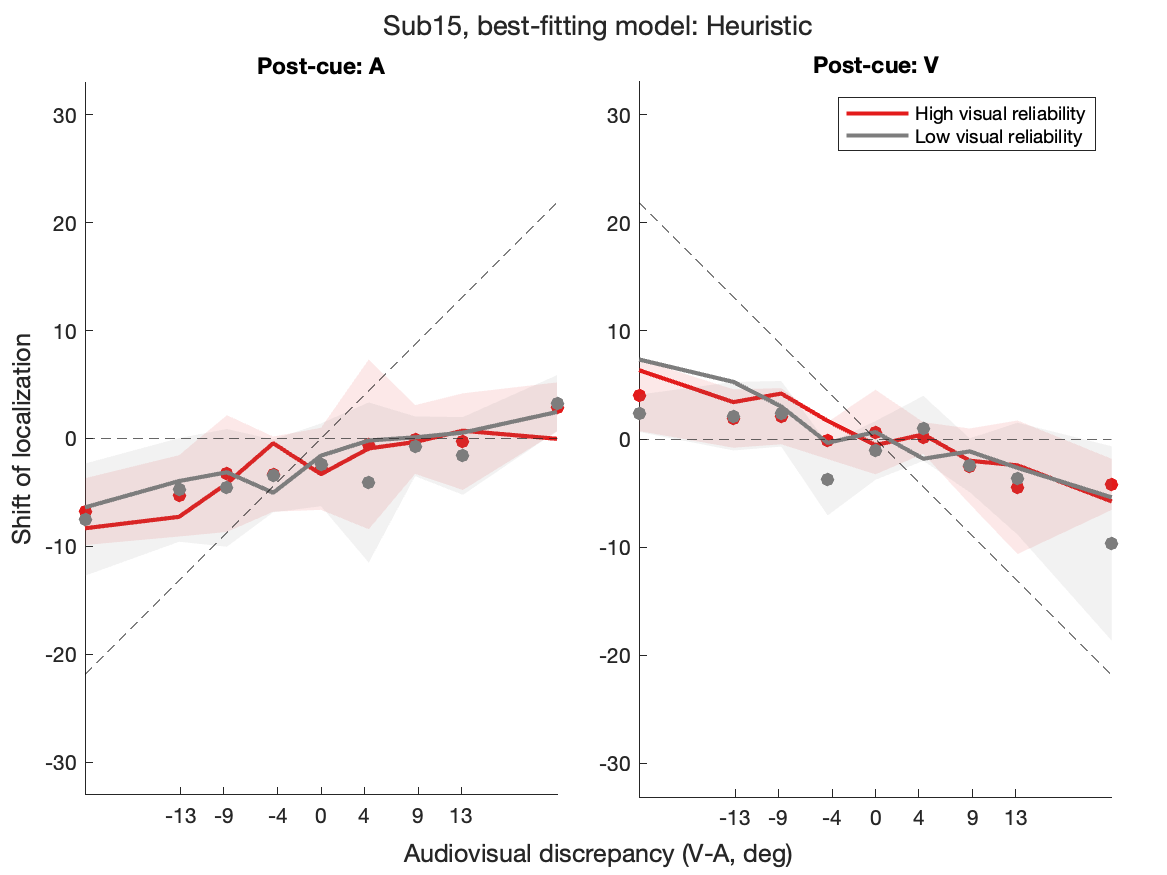 Sub15, best-fitting model: Heuristic
Post-cue: A
Post-cue: V
High visual reliability
Low visual reliability
Shift of localization
30
20
10
0
-10
-20
-30
-13 -9 -4 0 4 9 13
30
20
10
0
-10
-20
-30
-13 -9 -4 0 4 9 13
Audiovisual discrepancy (V-A, deg)